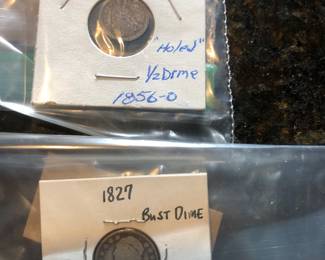 "Holed"
1/2 Dime
1856-O
1827
Bust Dime